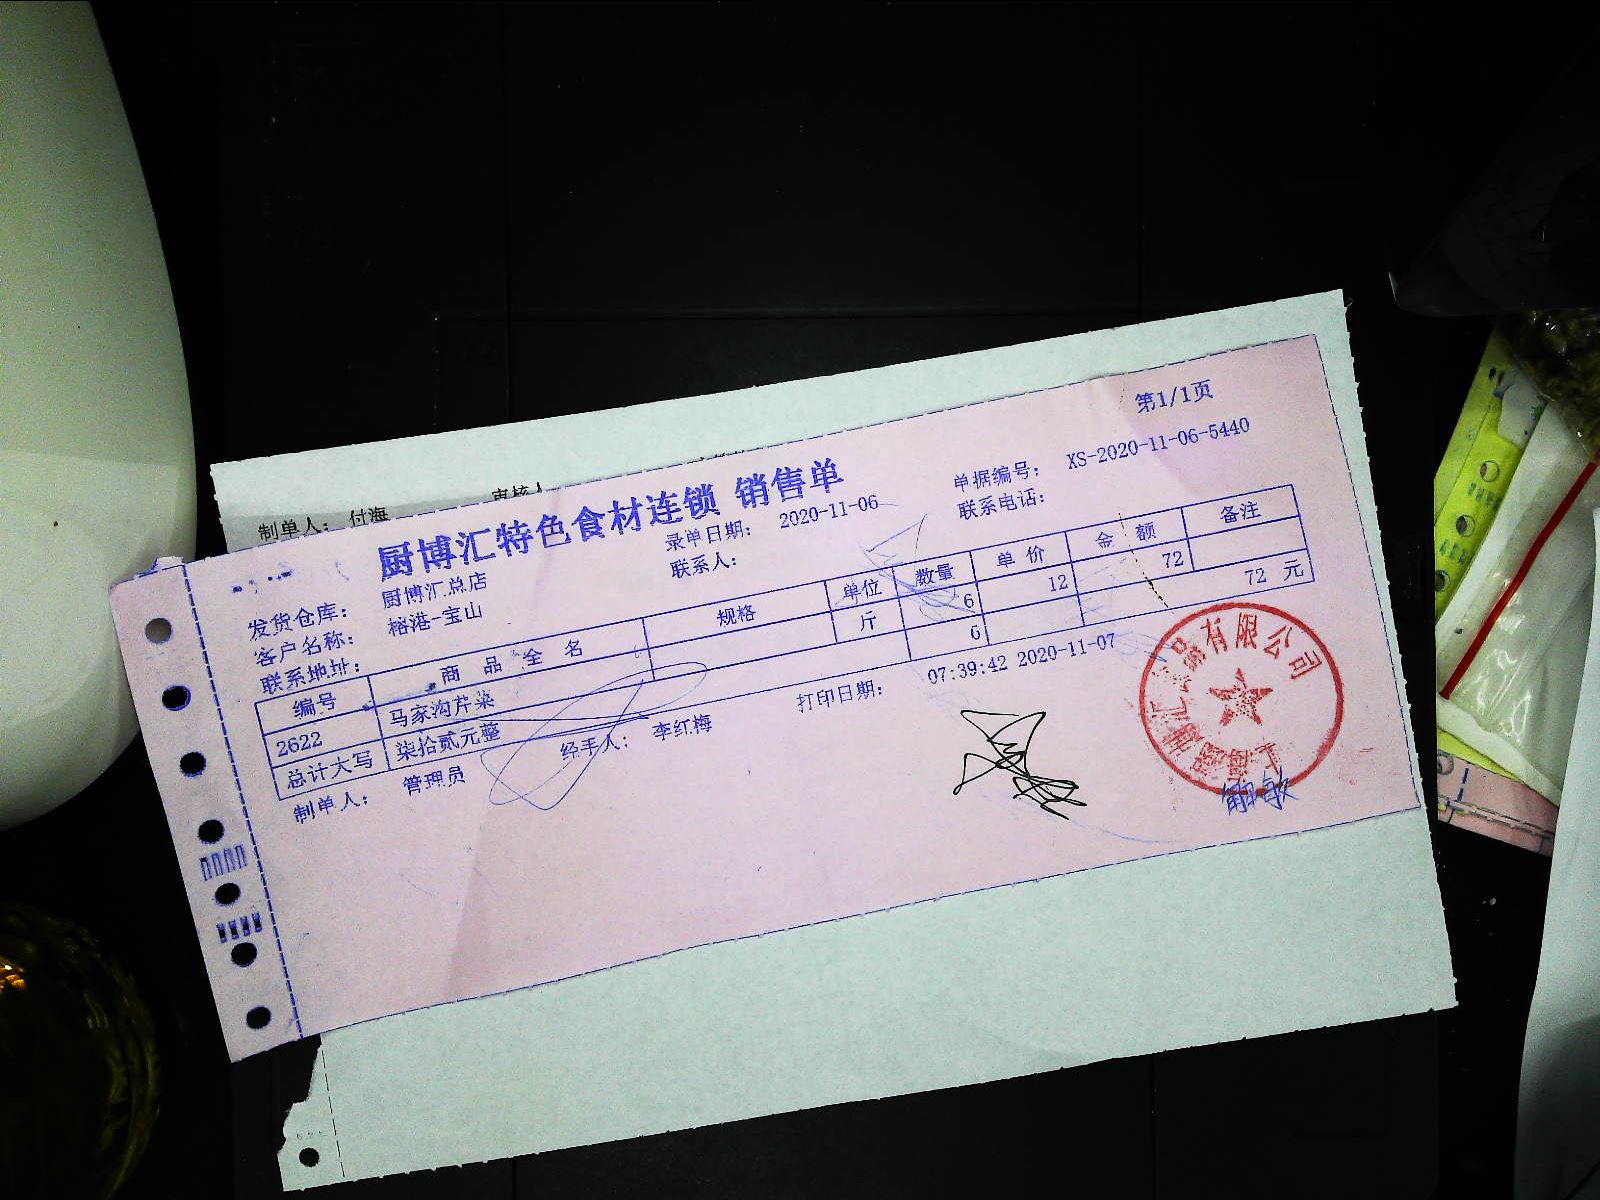 审核人
制单人： 付海
厨博汇特色食材连锁 销售单
第1/1页
发货仓库： 厨博汇总店
录单日期： 2020-11-06
单据编号： XS-2020-11-06-5440
客户名称： 榕港-宝山
联系人：
联系电话：
联系地址：
编号 商品全名 规格 单位 数量 单价 金额 备注
2622 马家沟芹菜 斤 6 12 72
总计大写 柒拾贰元整 6 72 元
制单人： 管理员 经手人： 李红梅 打印日期： 07:39:42 2020-11-07
品有限公司